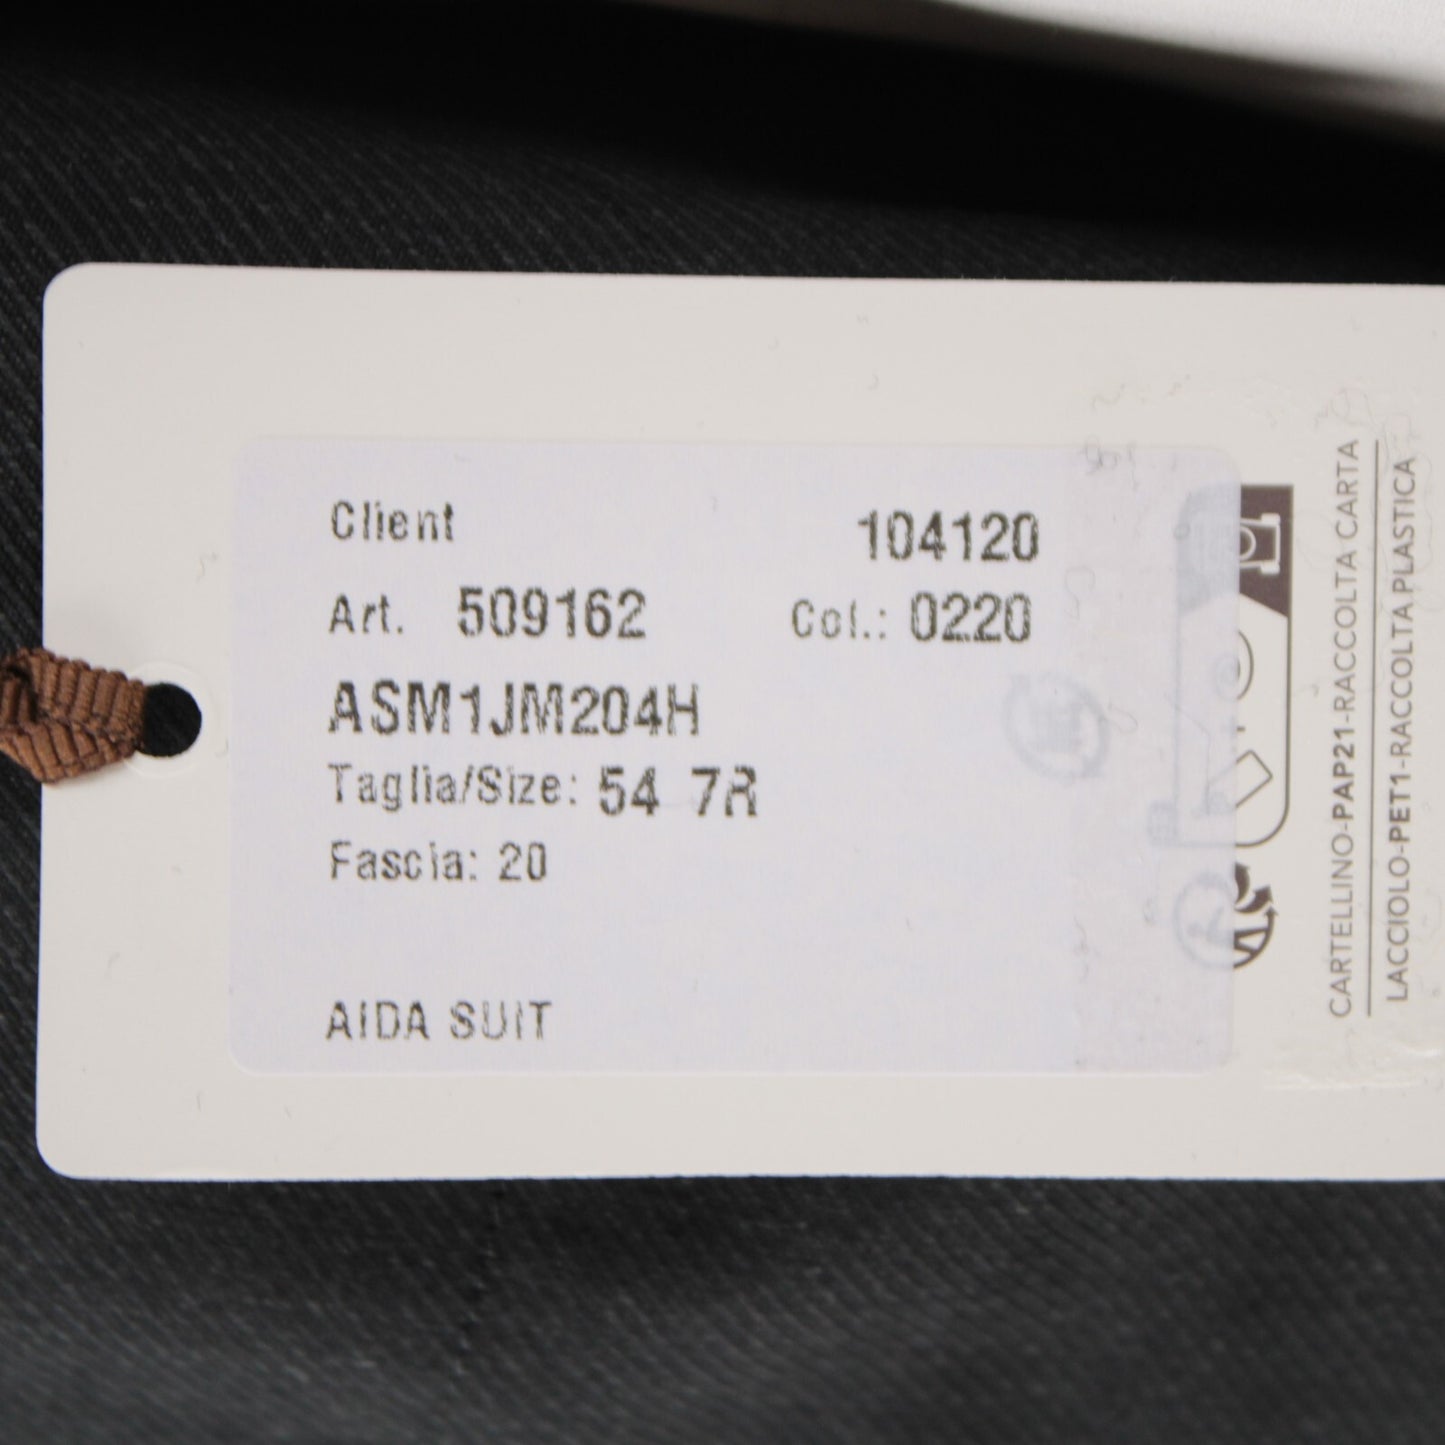 Client 104120
Art. 509162 Col.: 0220
ASM1JM204H
Taglia/Size: 54 7R
Fascia: 20
AIDA SUIT
CARTELLINO-PAP21-RACCOLTA CARTA
LACCIOLO-PET1-RACCOLTA PLASTICA